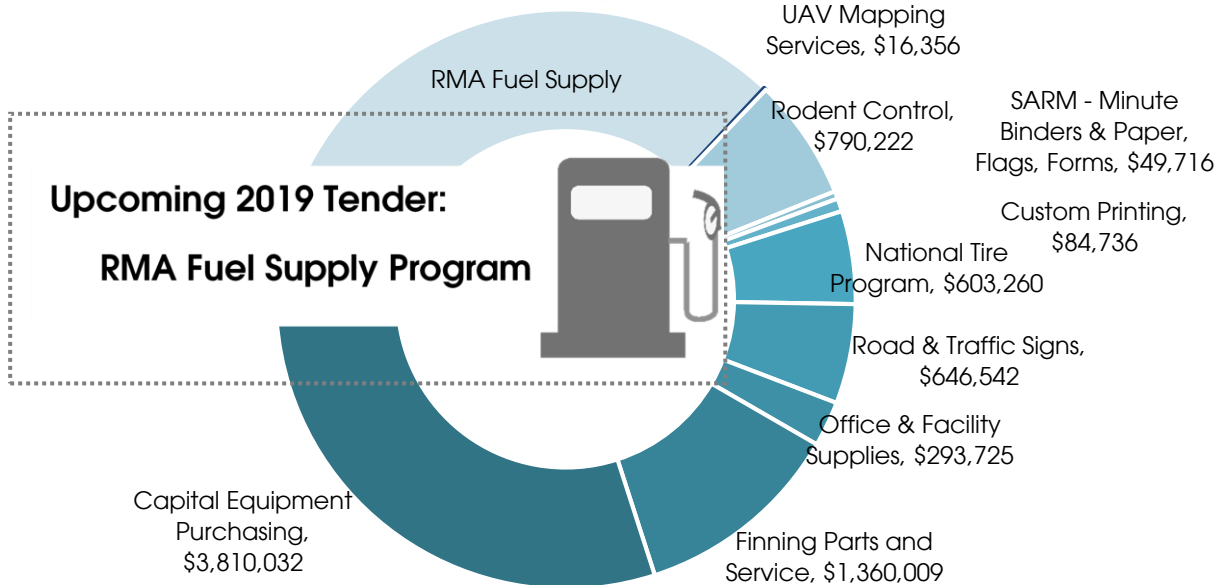 UAV Mapping
Services, $16,356
RMA Fuel Supply
Rodent Control,
$790,222
SARM - Minute
Binders & Paper,
Flags, Forms, $49,716
Upcoming 2019 Tender:
RMA Fuel Supply Program
Custom Printing,
$84,736
National Tire
Program, $603,260
Road & Traffic Signs,
$646,542
Office & Facility
Supplies, $293,725
Capital Equipment
Purchasing,
$3,810,032
Finning Parts and
Service, $1,360,009